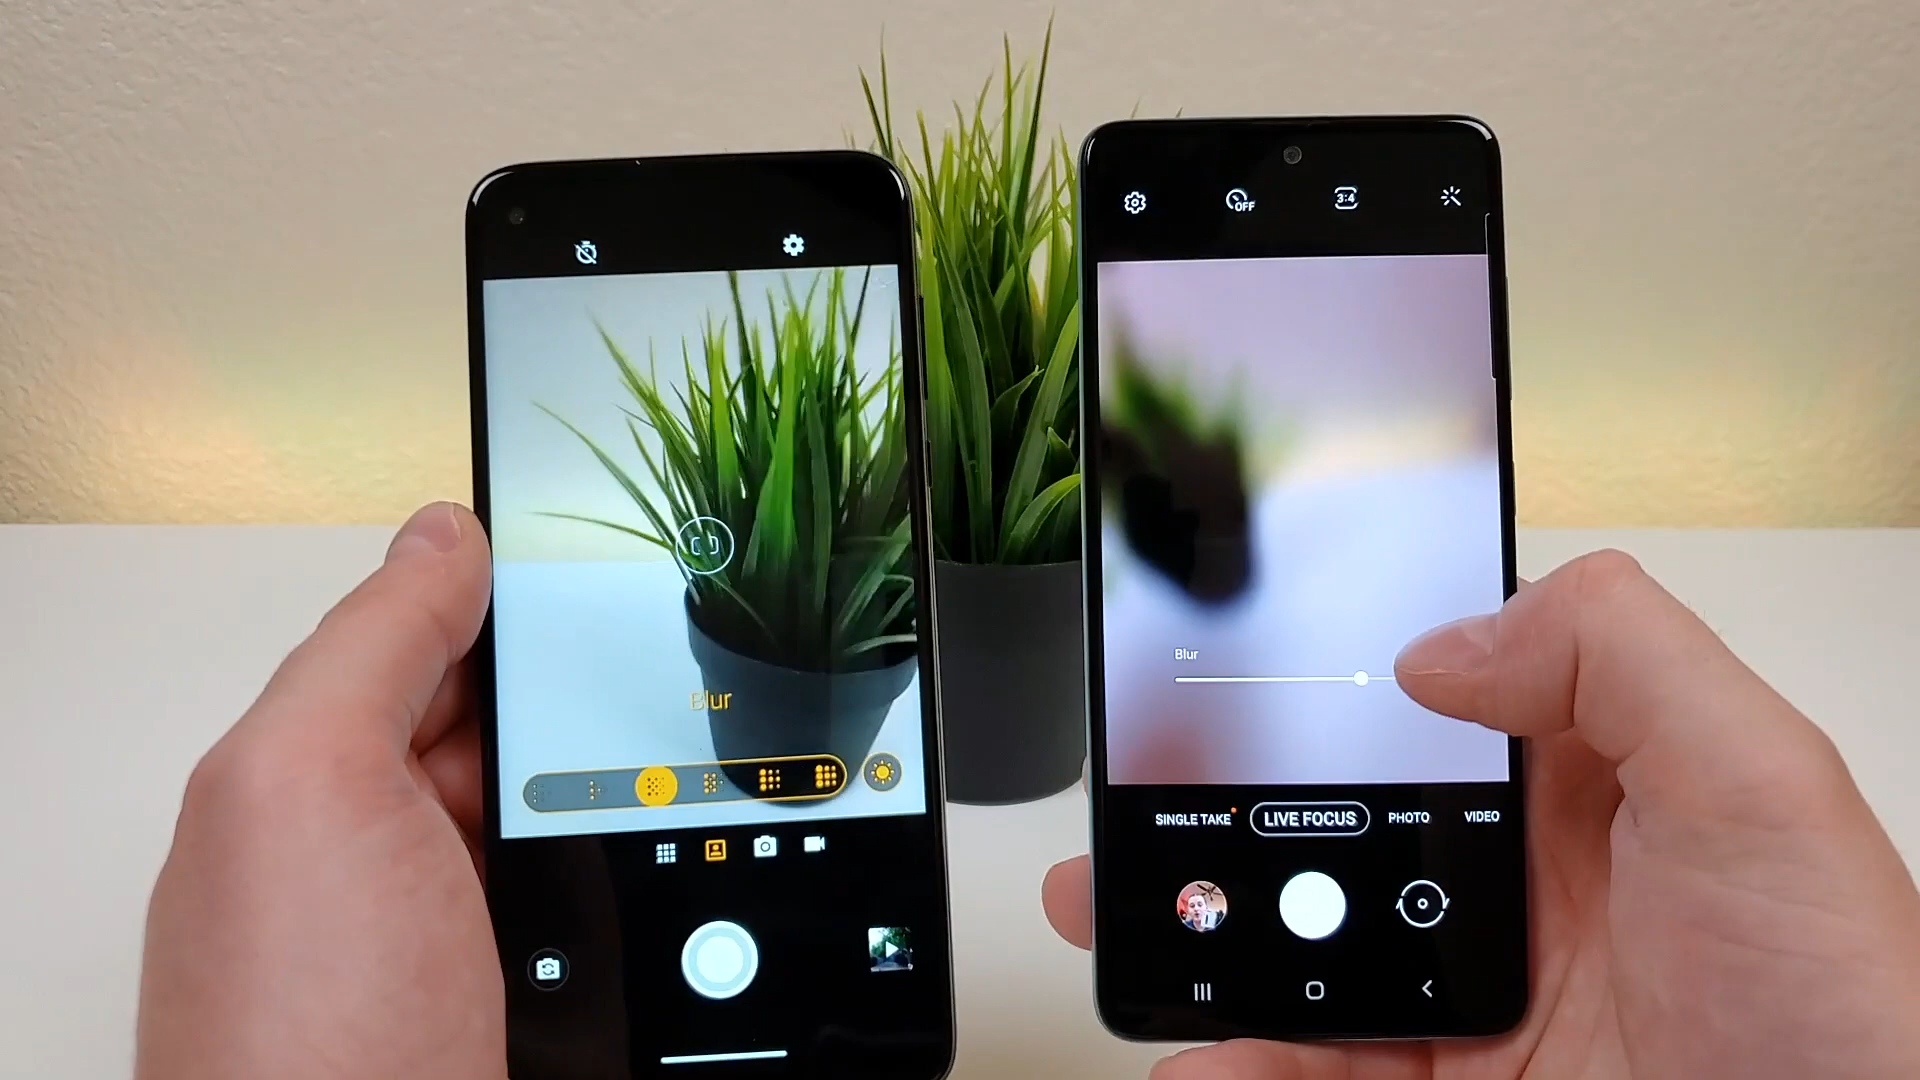 OFF
3:4
Blur
Blur
SINGLE TAKE
LIVE FOCUS
PHOTO
VIDEO